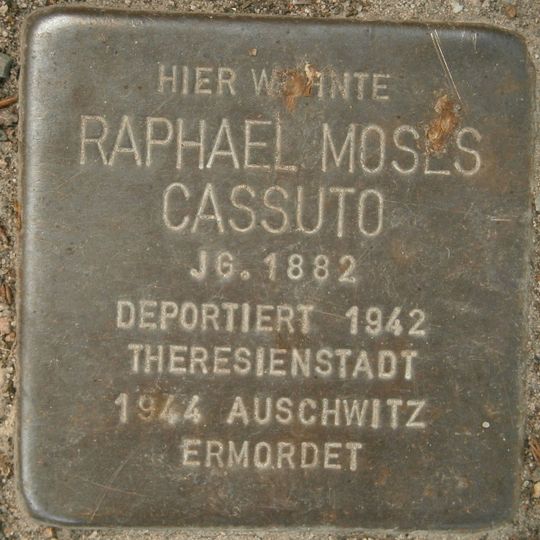 HIER WOHNTE
RAPHAEL MOSES
CASSUTO
JG. 1882
DEPORTIERT 1942
THERESIENSTADT
1944 AUSCHWITZ
ERMORDET